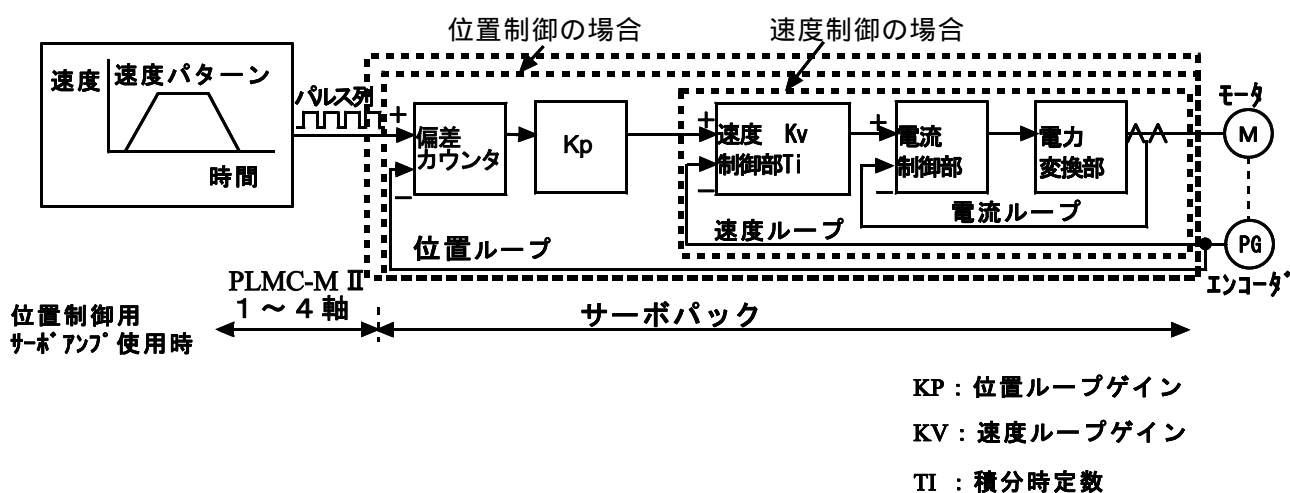 位置制御の場合
速度制御の場合
速度
速度パターン
時間
パルス列
+
−
偏差
カウンタ
Kp
+
−
速度 Kv
制御部Ti
+
−
電流
制御部
電力
変換部
モータ
M
電流ループ
速度ループ
位置ループ
PG
エンコーダ
PLMC-M Ⅱ
1～4軸
位置制御用
サーボアンプ使用時
サーボパック
KP : 位置ループゲイン
KV : 速度ループゲイン
TI : 積分時定数